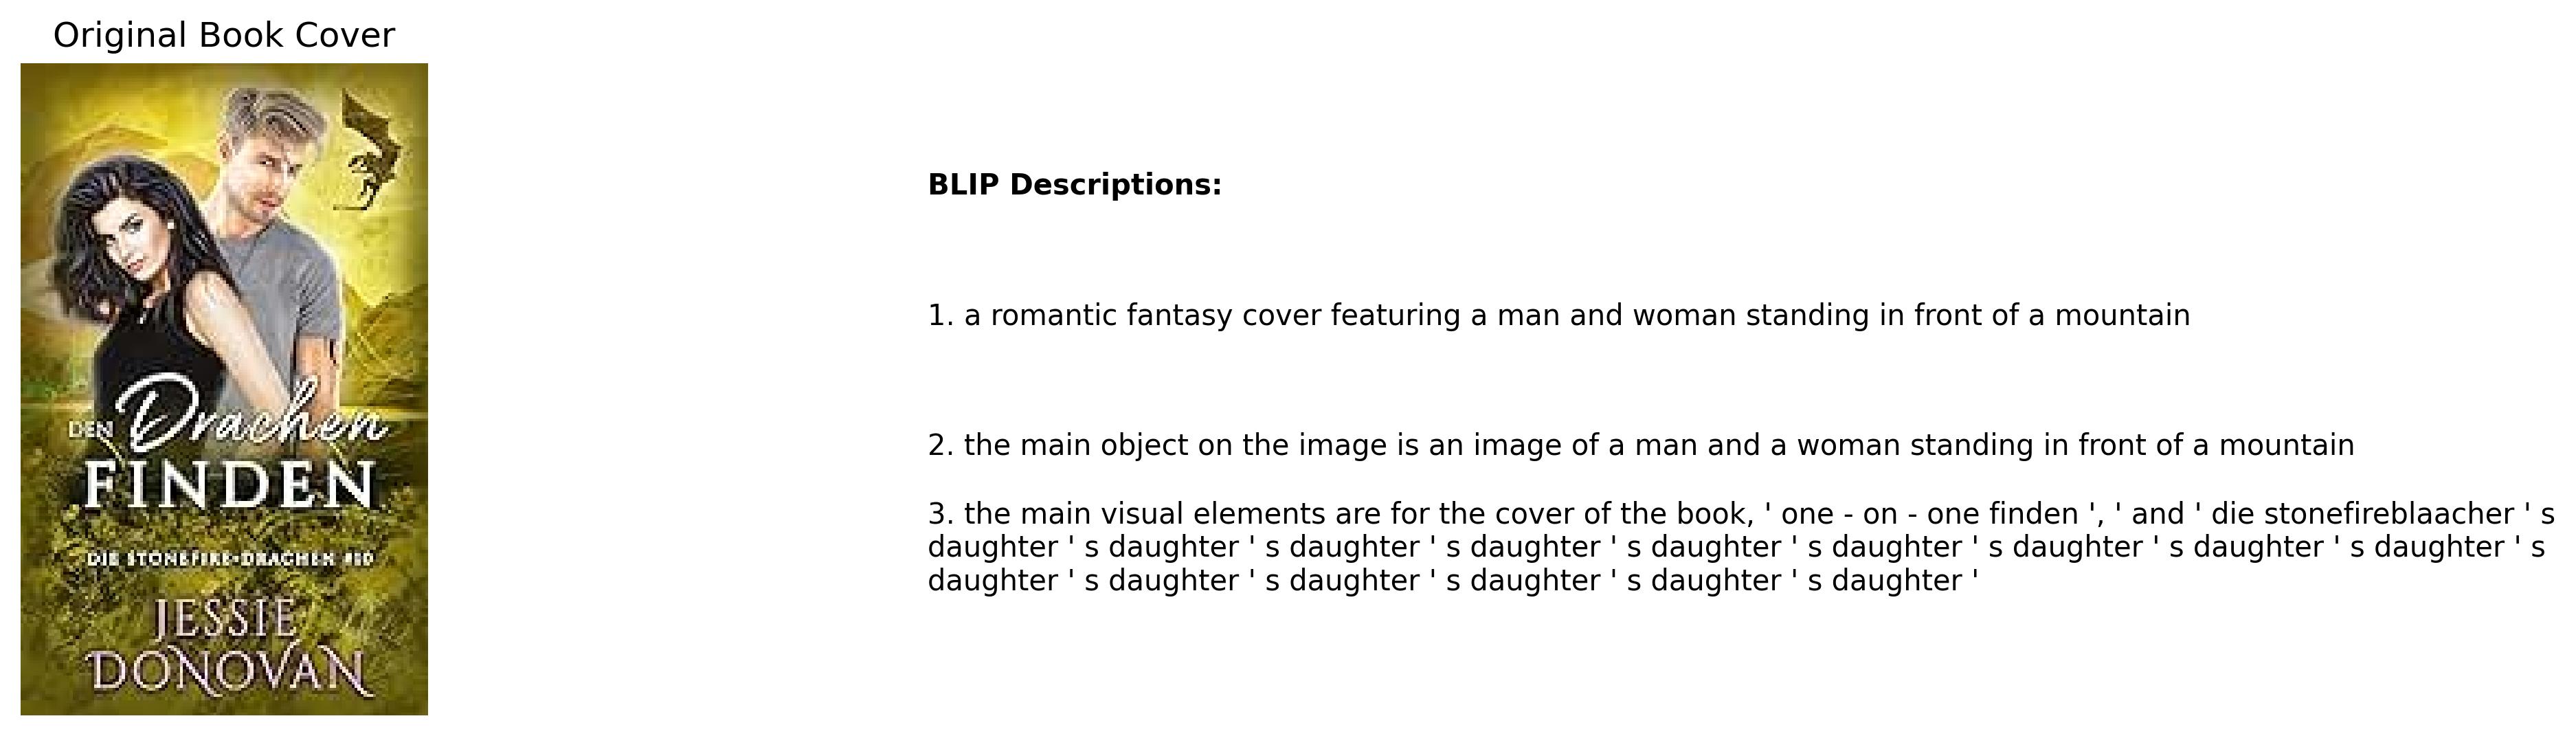 Original Book Cover
DEN Drachen
FINDEN
DIE STONEFIRE-DRACHEN #10
JESSIE
DONOVAN
BLIP Descriptions:
1. a romantic fantasy cover featuring a man and woman standing in front of a mountain
2. the main object on the image is an image of a man and a woman standing in front of a mountain
3. the main visual elements are for the cover of the book, ' one - on - one finden ', ' and ' die stonefireblaacher ' s
daughter ' s daughter ' s daughter ' s daughter ' s daughter ' s daughter ' s daughter ' s daughter ' s daughter ' s
daughter ' s daughter ' s daughter ' s daughter ' s daughter ' s daughter '